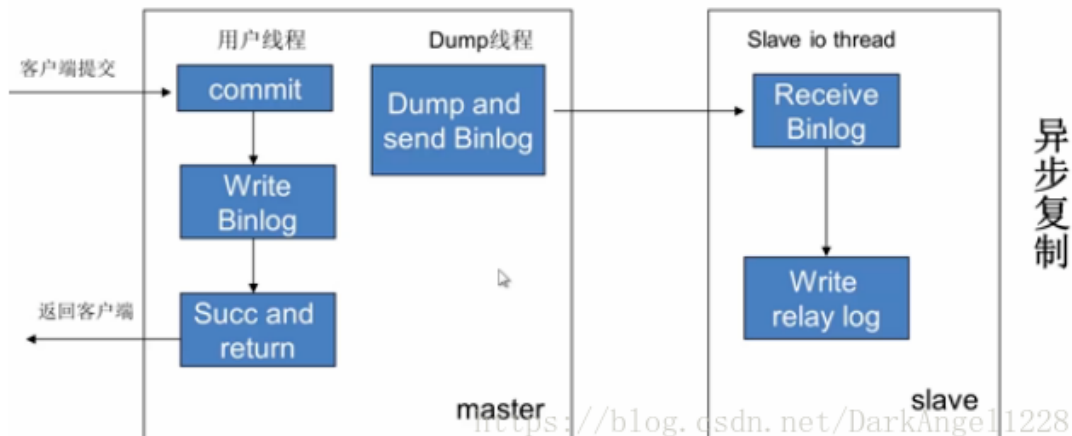 用户线程
Dump线程
Slave io thread
客户端提交
commit
Dump and
send Binlog
Receive
Binlog
Write
Binlog
异步复制
返回客户端
Succ and
return
Write
relay log
master
slave
https://blog.csdn.net/DarkAngel1228